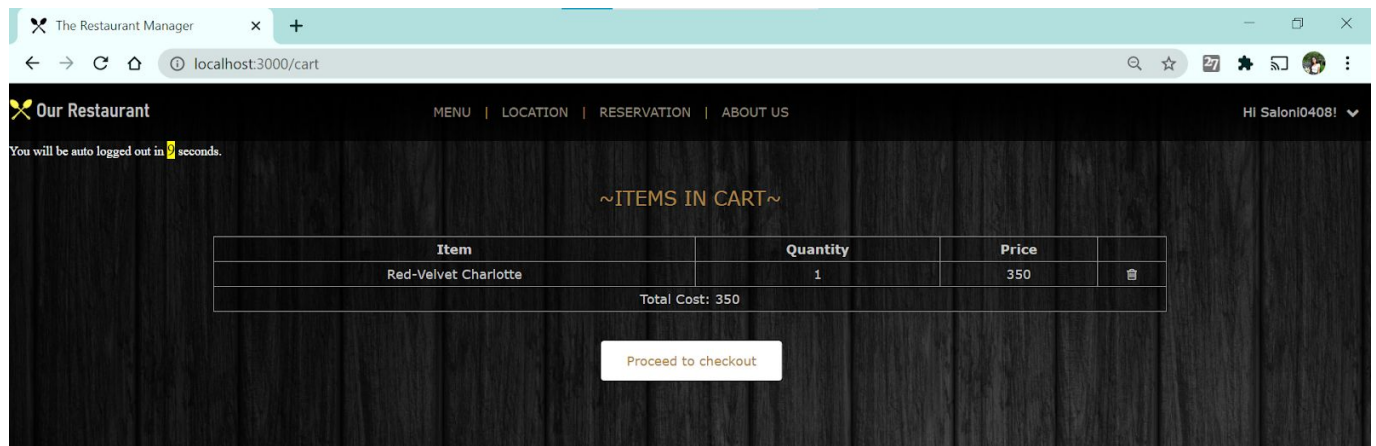 The Restaurant Manager
localhost:3000/cart
27
Our Restaurant
MENU | LOCATION | RESERVATION | ABOUT US
Hi Saloni0408!
You will be auto logged out in 9 seconds.
~ITEMS IN CART~
Item Quantity Price
Red-Velvet Charlotte 1 350
Total Cost: 350
Proceed to checkout